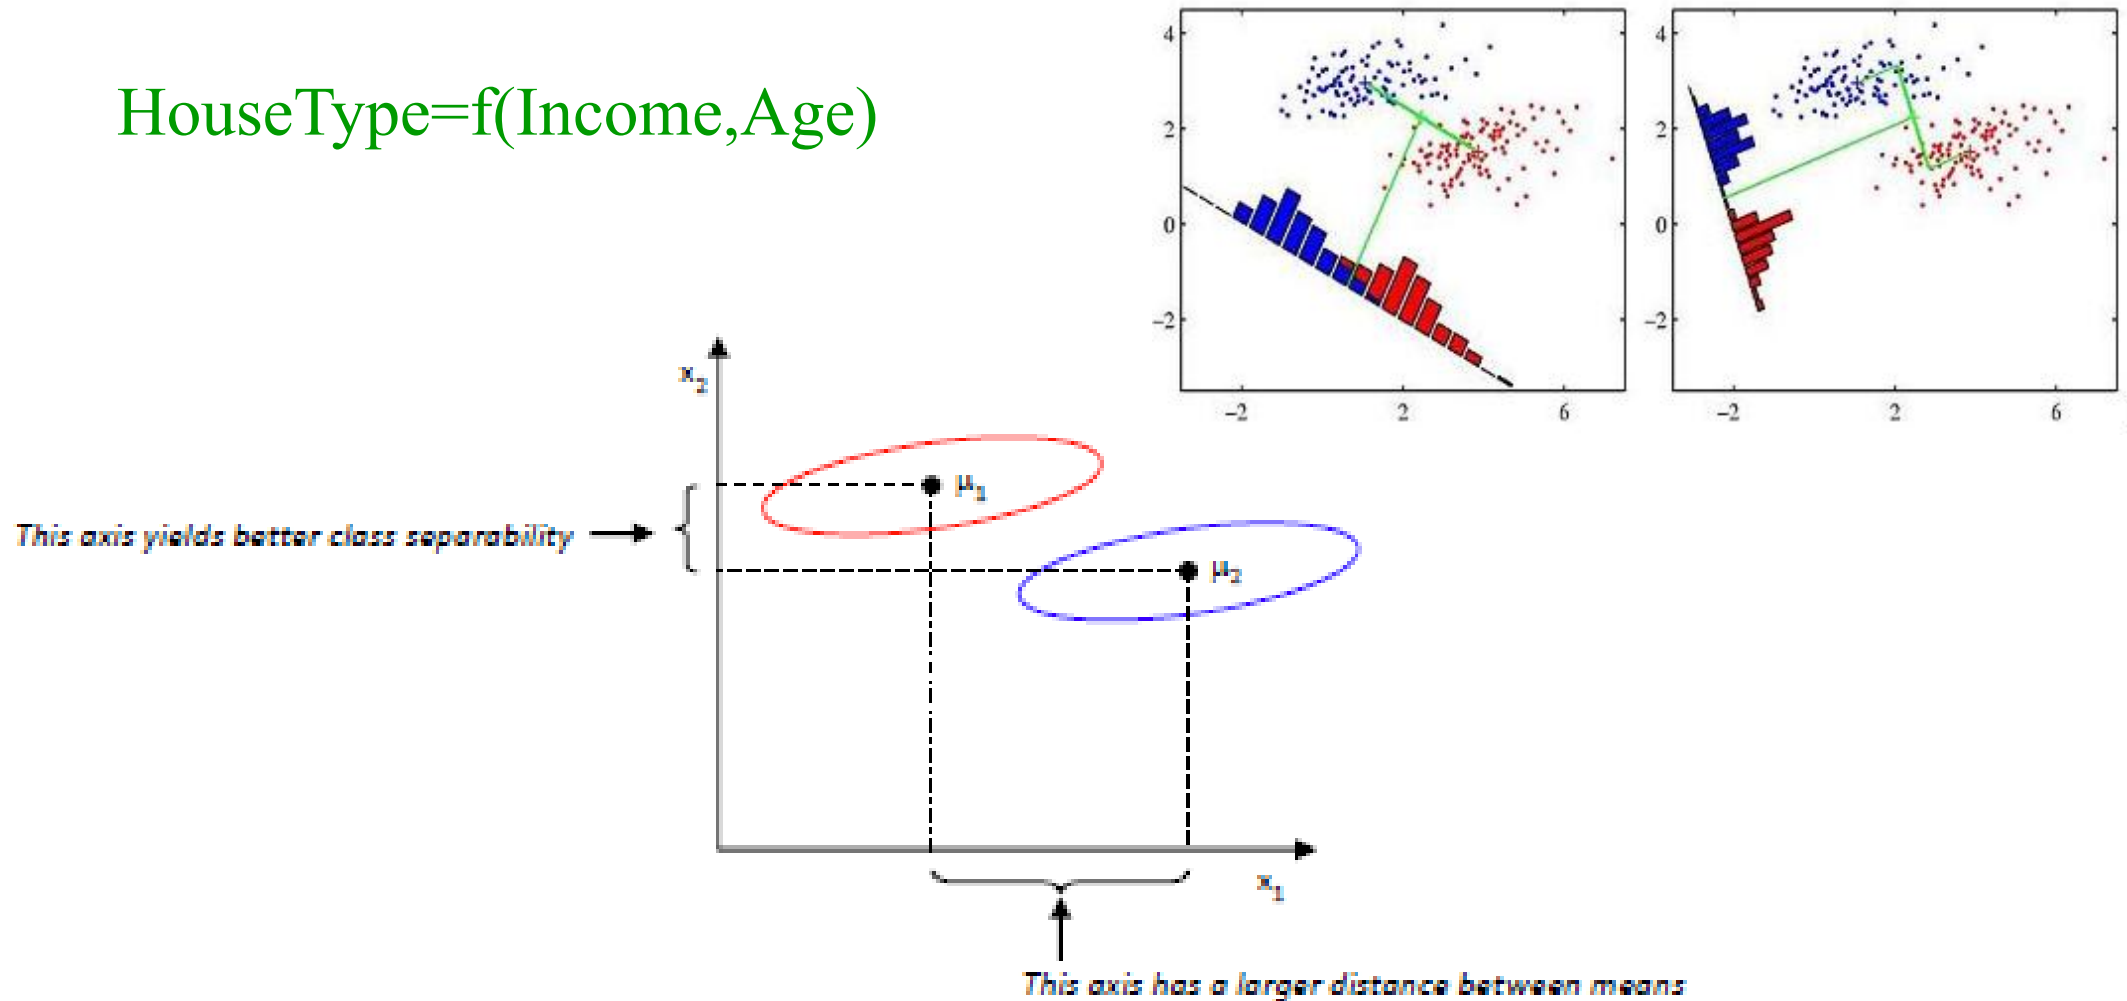 HouseType=f(Income,Age)
4
2
0
−2
−2
2
6
4
2
0
−2
−2
2
6
x2
μ1
This axis yields better class separability
μ2
x1
This axis has a larger distance between means